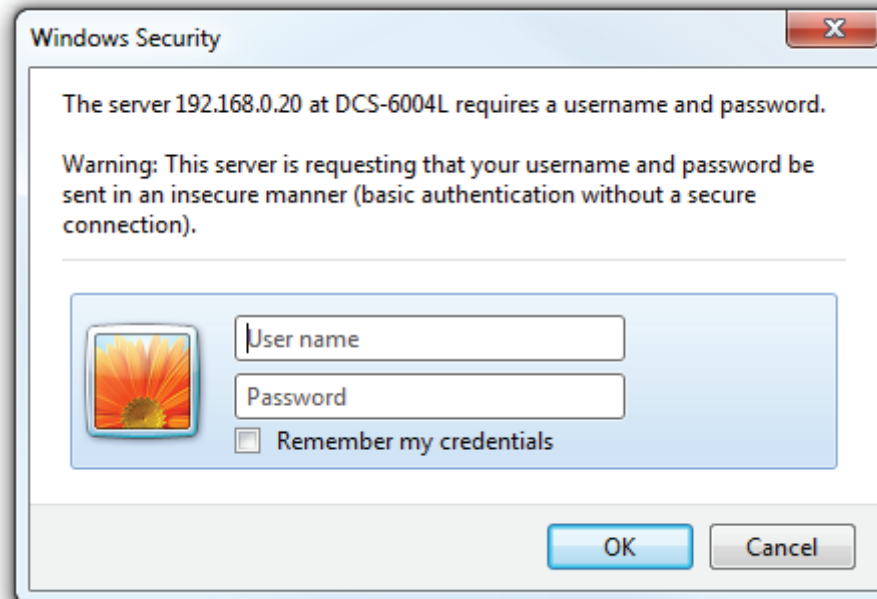 Windows Security
The server 192.168.0.20 at DCS-6004L requires a username and password.
Warning: This server is requesting that your username and password be
sent in an insecure manner (basic authentication without a secure
connection).
User name
Password
Remember my credentials
OK
Cancel